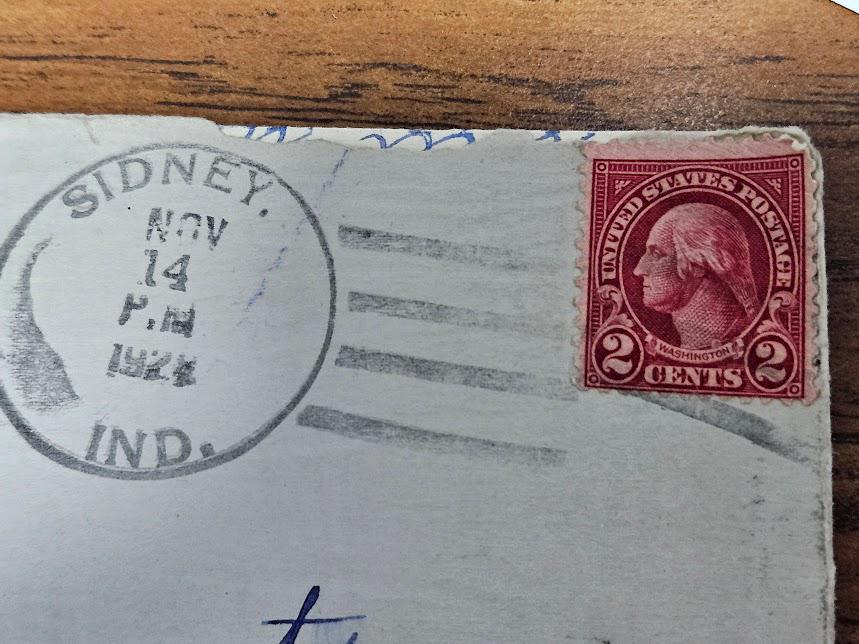 SIDNEY.
NOV
14
P.M
IND.
UNITED STATES POSTAGE
WASHINGTON
2 CENTS 2